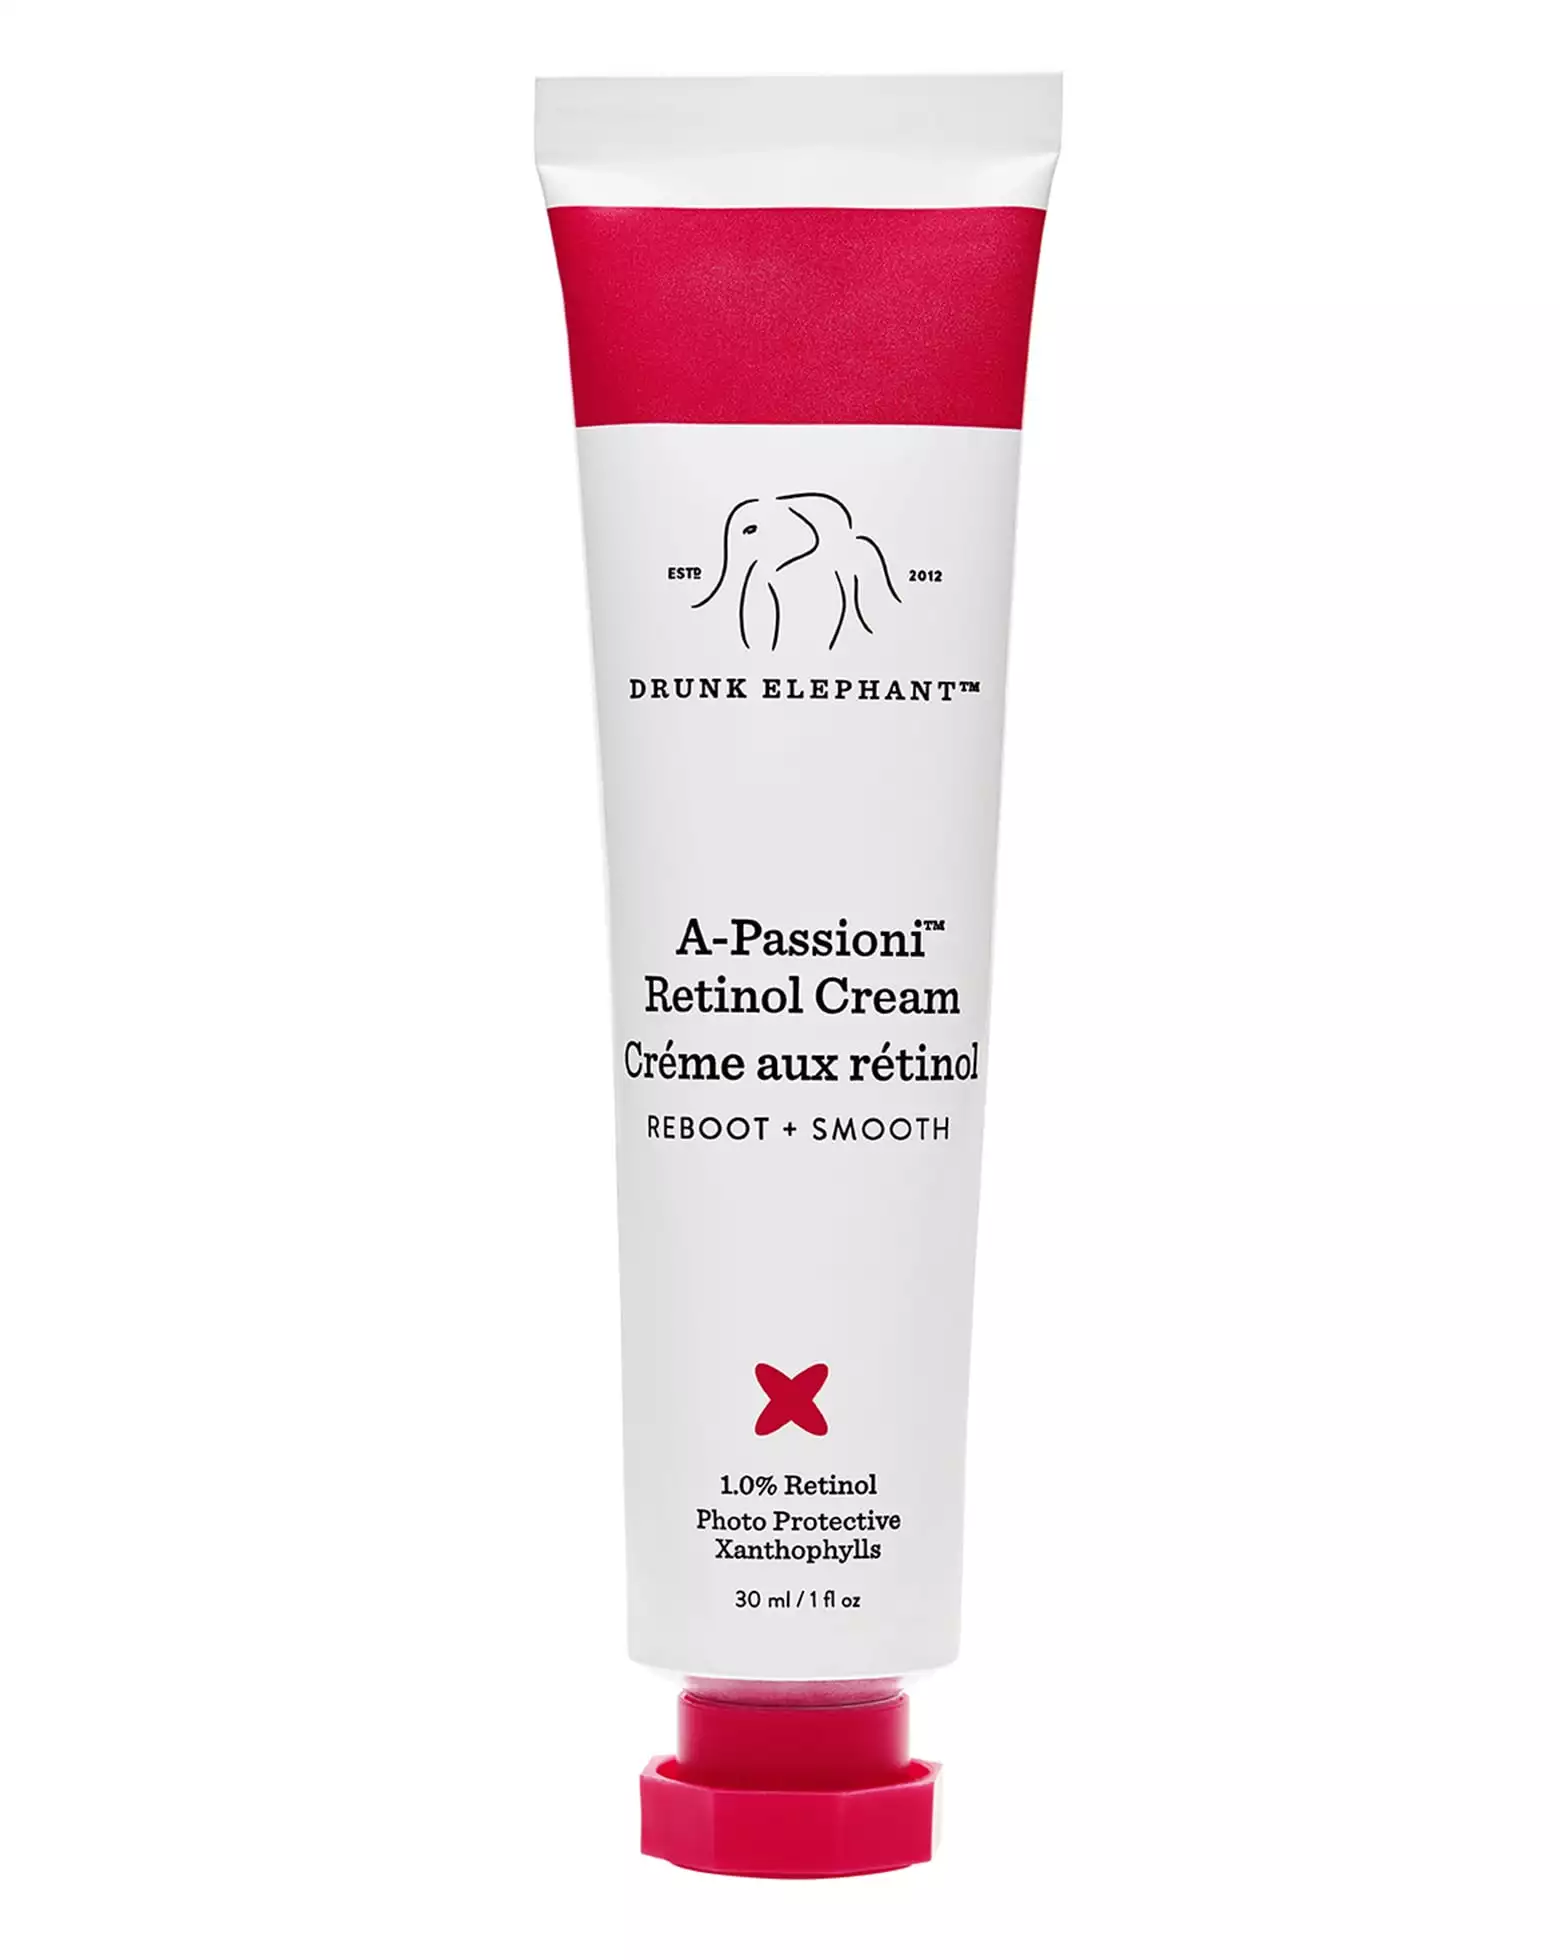 ESTD 2012
DRUNK ELEPHANT™
A-Passioni™
Retinol Cream
Créme aux rétinol
REBOOT + SMOOTH
1.0% Retinol
Photo Protective
Xanthophylls
30 ml / 1 fl oz